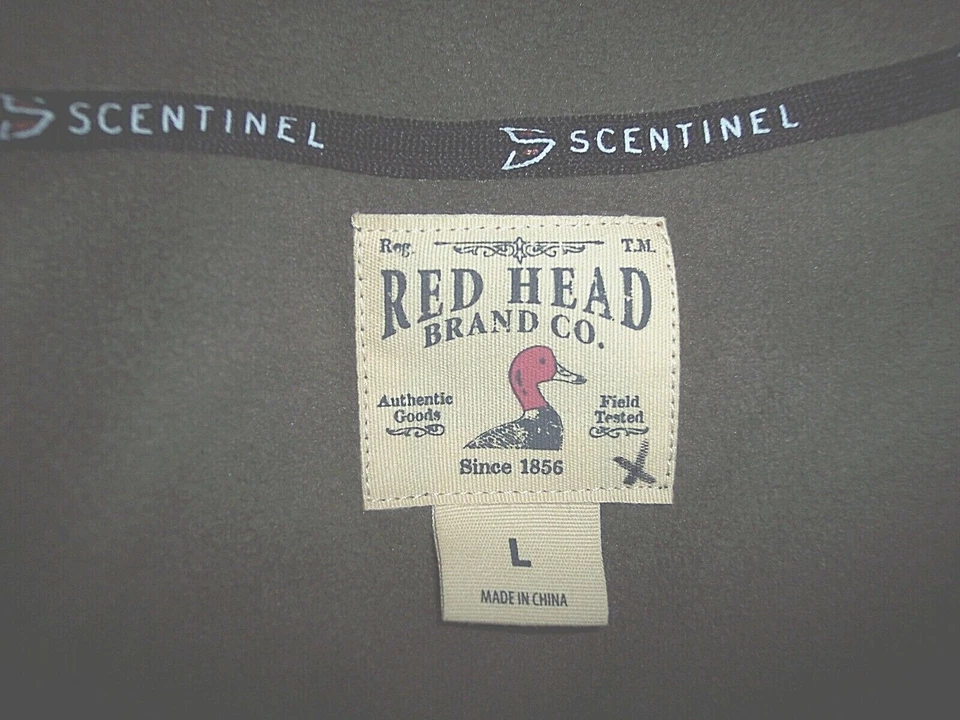 SCENTINEL SCENTINEL
Reg. T.M.
RED HEAD
BRAND CO.
Authentic
Goods
Field
Tested
Since 1856
X
L
MADE IN CHINA